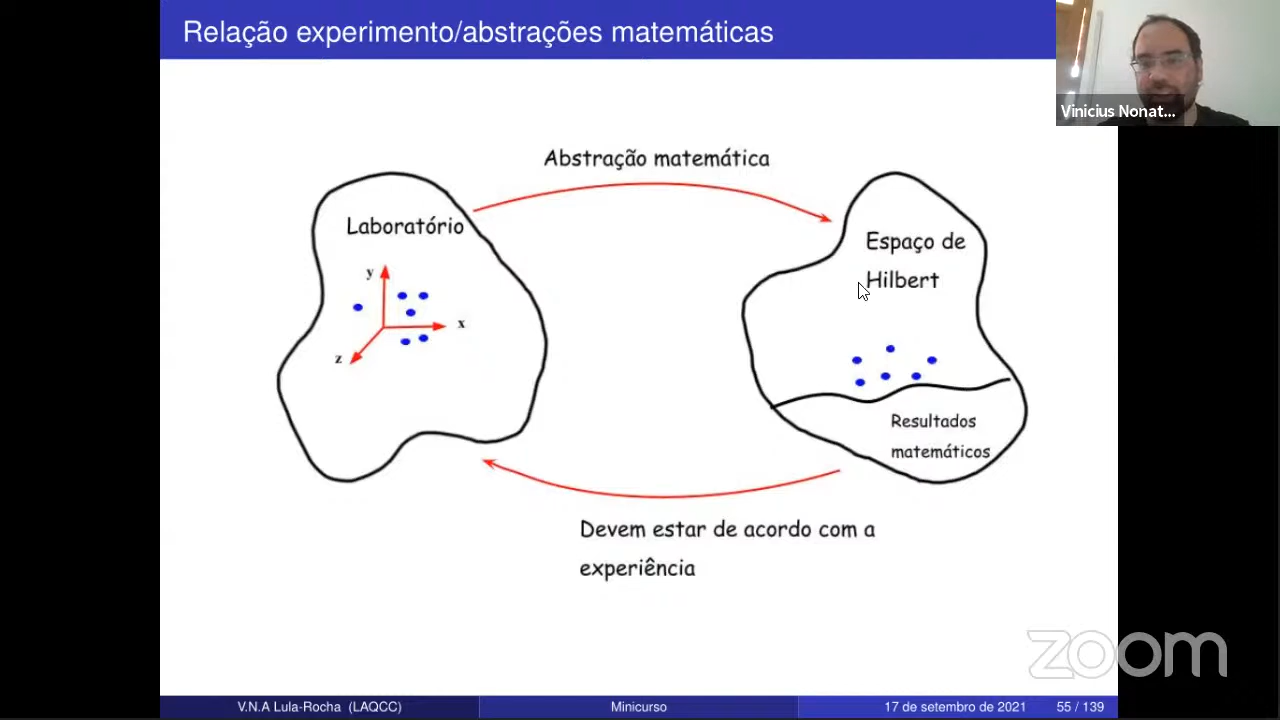 Relação experimento/abstrações matemáticas
Vinicius Nonat...
Abstração matemática
Laboratório
y
x
z
Espaço de
Hilbert
Resultados
matemáticos
Devem estar de acordo com a
experiência
zoom
V.N.A Lula-Rocha (LAQCC)
Minicurso
17 de setembro de 2021
55 / 139